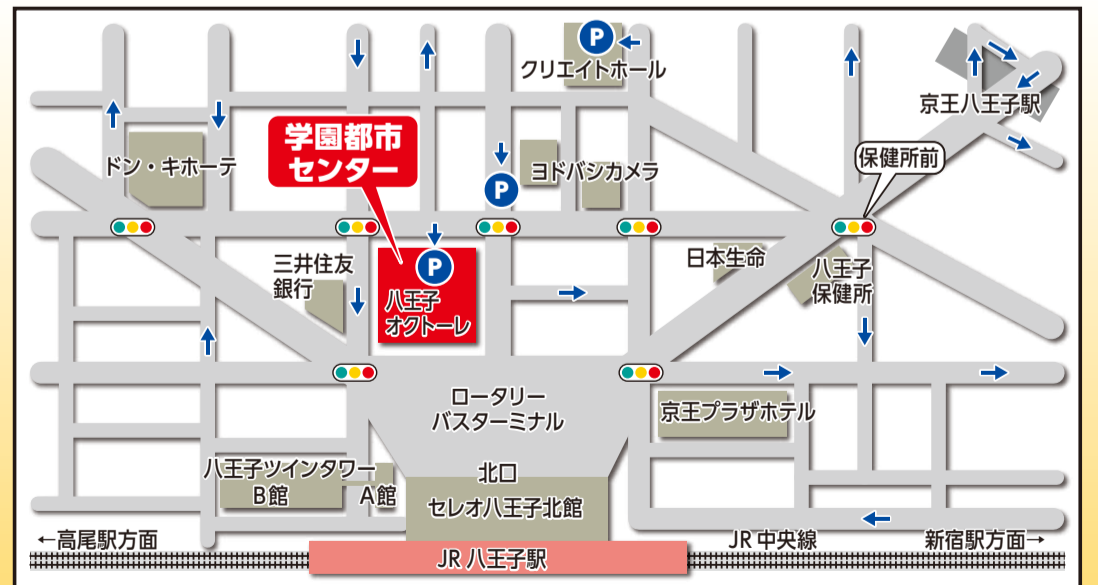 P
クリエイトホール
京王八王子駅
学園都市
センター
ドン・キホーテ
ヨドバシカメラ
P
保健所前
三井住友
銀行
P
八王子
オクトーレ
日本生命
八王子
保健所
ロータリー
バスターミナル
京王プラザホテル
八王子ツインタワー
B館
A館
北口
セレオ八王子北館
←高尾駅方面
JR 中央線
新宿駅方面→
JR 八王子駅